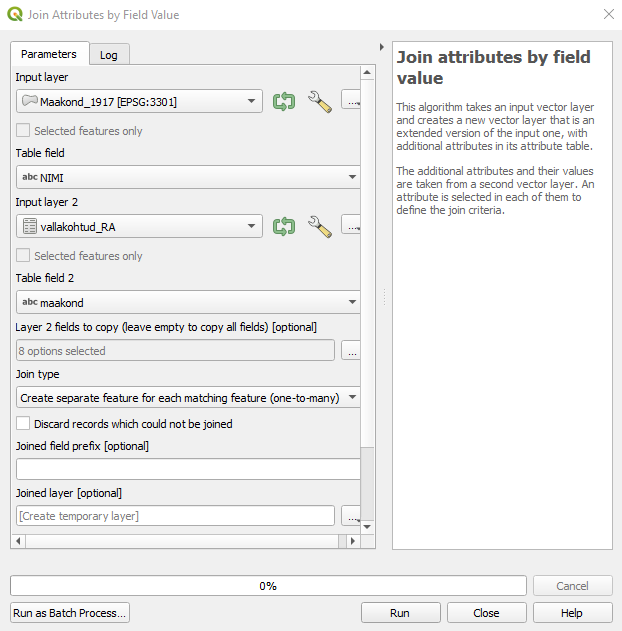 Join Attributes by Field Value
Parameters
Log
Input layer
Maakond_1917 [EPSG:3301]
...
Selected features only
Table field
abc NIMI
Input layer 2
vallakohtud_RA
...
Selected features only
Table field 2
abc maakond
Layer 2 fields to copy (leave empty to copy all fields) [optional]
8 options selected
...
Join type
Create separate feature for each matching feature (one-to-many)
Discard records which could not be joined
Joined field prefix [optional]
Joined layer [optional]
[Create temporary layer]
...
Join attributes by field
value
This algorithm takes an input vector layer
and creates a new vector layer that is an
extended version of the input one, with
additional attributes in its attribute table.
The additional attributes and their values
are taken from a second vector layer. An
attribute is selected in each of them to
define the join criteria.
0%
Cancel
Run as Batch Process...
Run
Close
Help